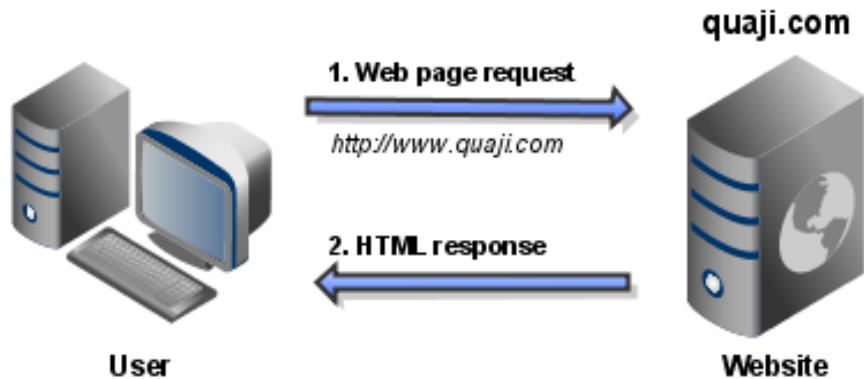 quaji.com
1. Web page request
http://www.quaji.com
2. HTML response
User
Website